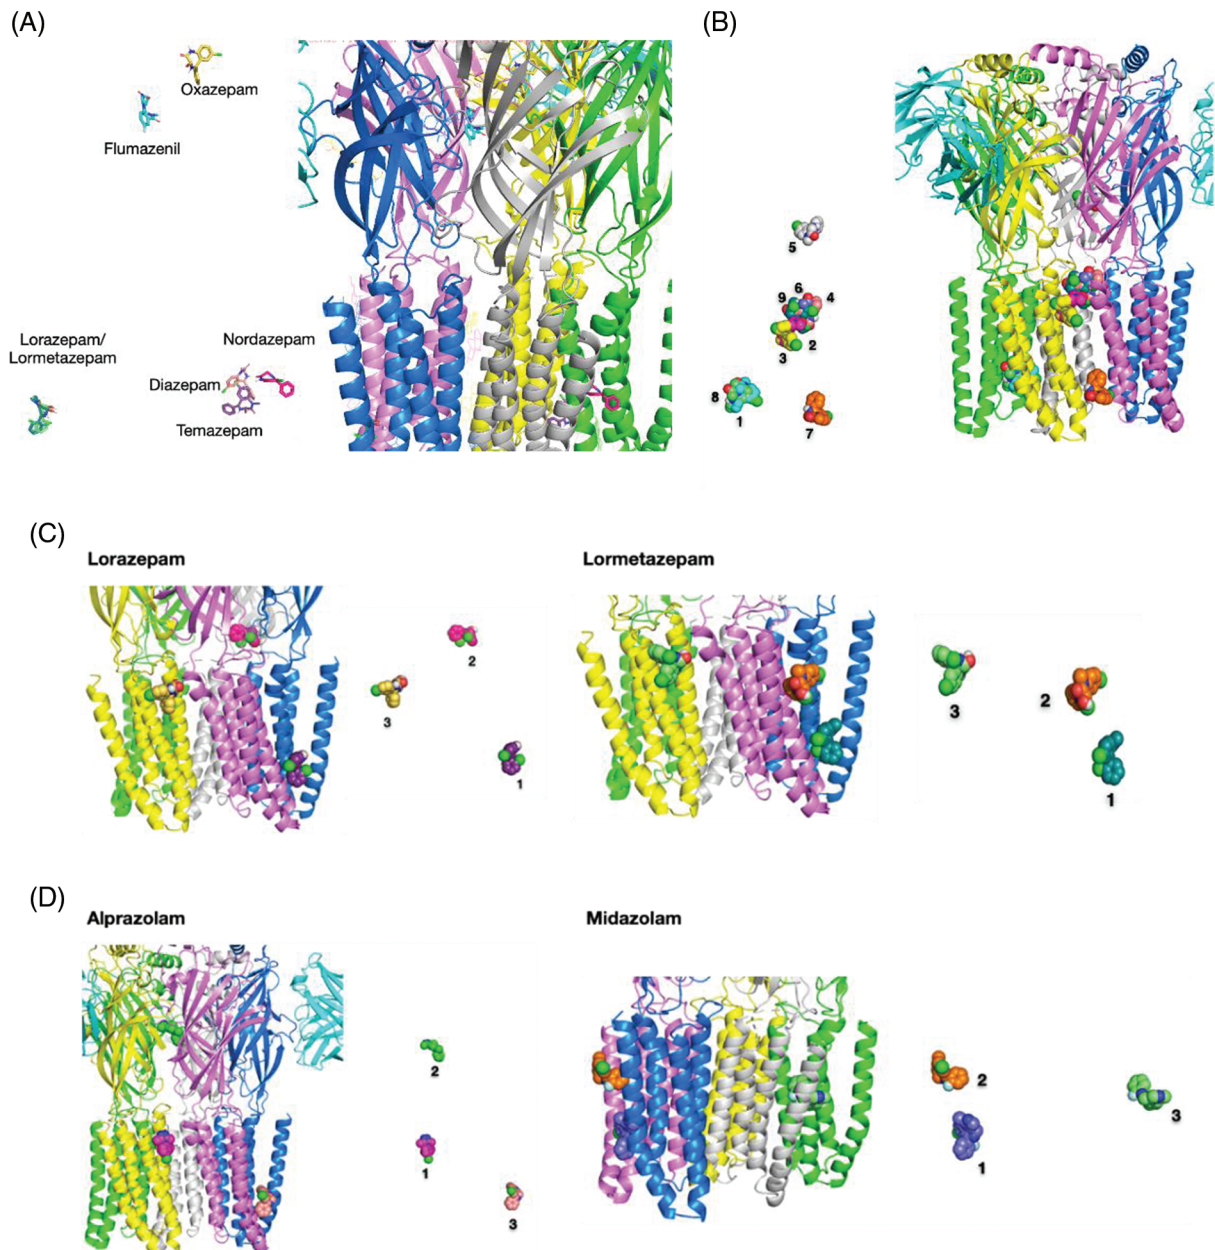 (A)
(B)
Oxazepam
Flumazenil
Lorazepam/
Lormetazepam
Nordazepam
Diazepam
Temazepam
5
6
9
4
3
2
8
1
7
(C)
Lorazepam
Lormetazepam
2
3
1
3
2
1
(D)
Alprazolam
Midazolam
2
1
3
2
3
1